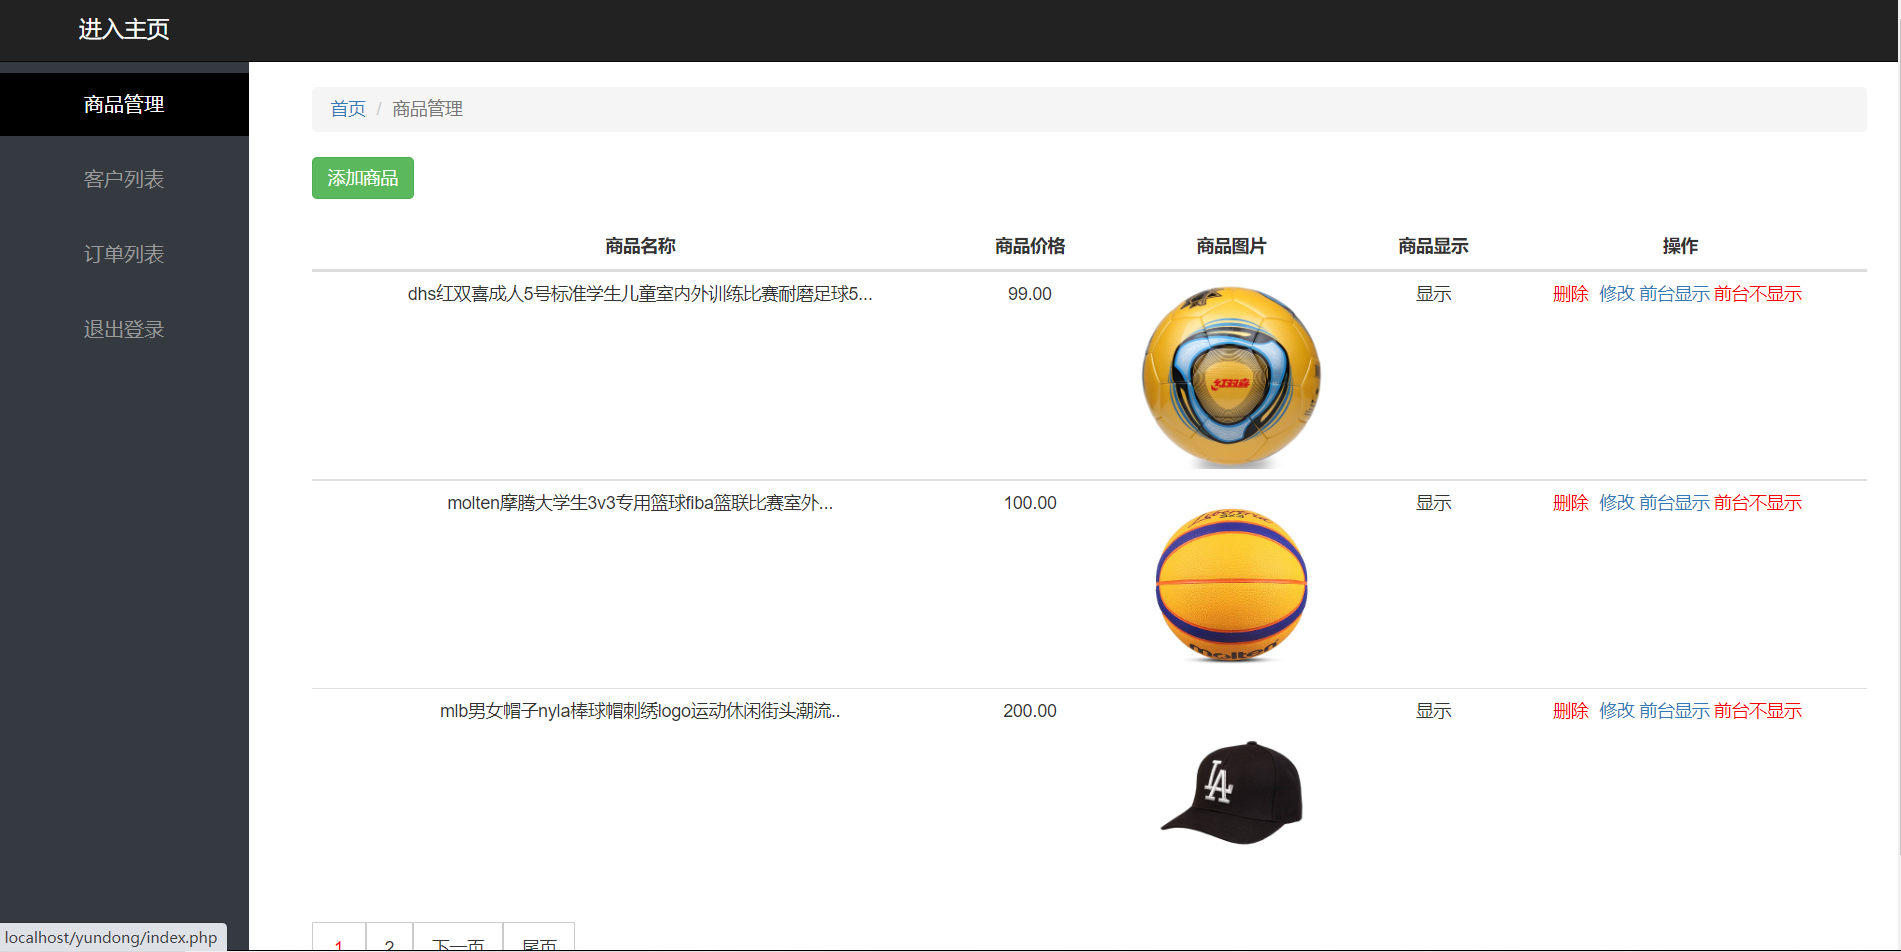 进入主页
商品管理
客户列表
订单列表
退出登录
首页 / 商品管理
添加商品
商品名称 商品价格 商品图片 商品显示 操作
dhs红双喜成人5号标准学生儿童室内外训练比赛耐磨足球5... 99.00 显示 删除 修改 前台显示 前台不显示
红双喜
molten摩腾大学生3v3专用篮球fiba篮联比赛室外... 100.00 显示 删除 修改 前台显示 前台不显示
molten
mlb男女帽子nyla棒球帽刺绣logo运动休闲街头潮流.. 200.00 显示 删除 修改 前台显示 前台不显示
LA
1 2 下一页 尾页
localhost/yundong/index.php